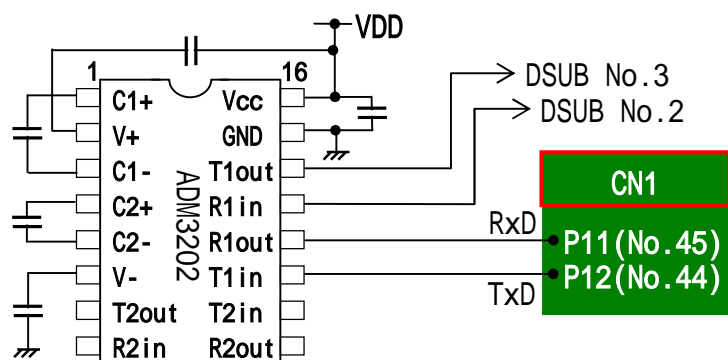 VDD
1 16
C1+ Vcc
V+ GND
C1- T1out
C2+ R1in
C2- R1out
V- T1in
T2out T2in
R2in R2out
ADM3202
DSUB No.3
DSUB No.2
CN1
RxD
P11(No.45)
P12(No.44)
TxD